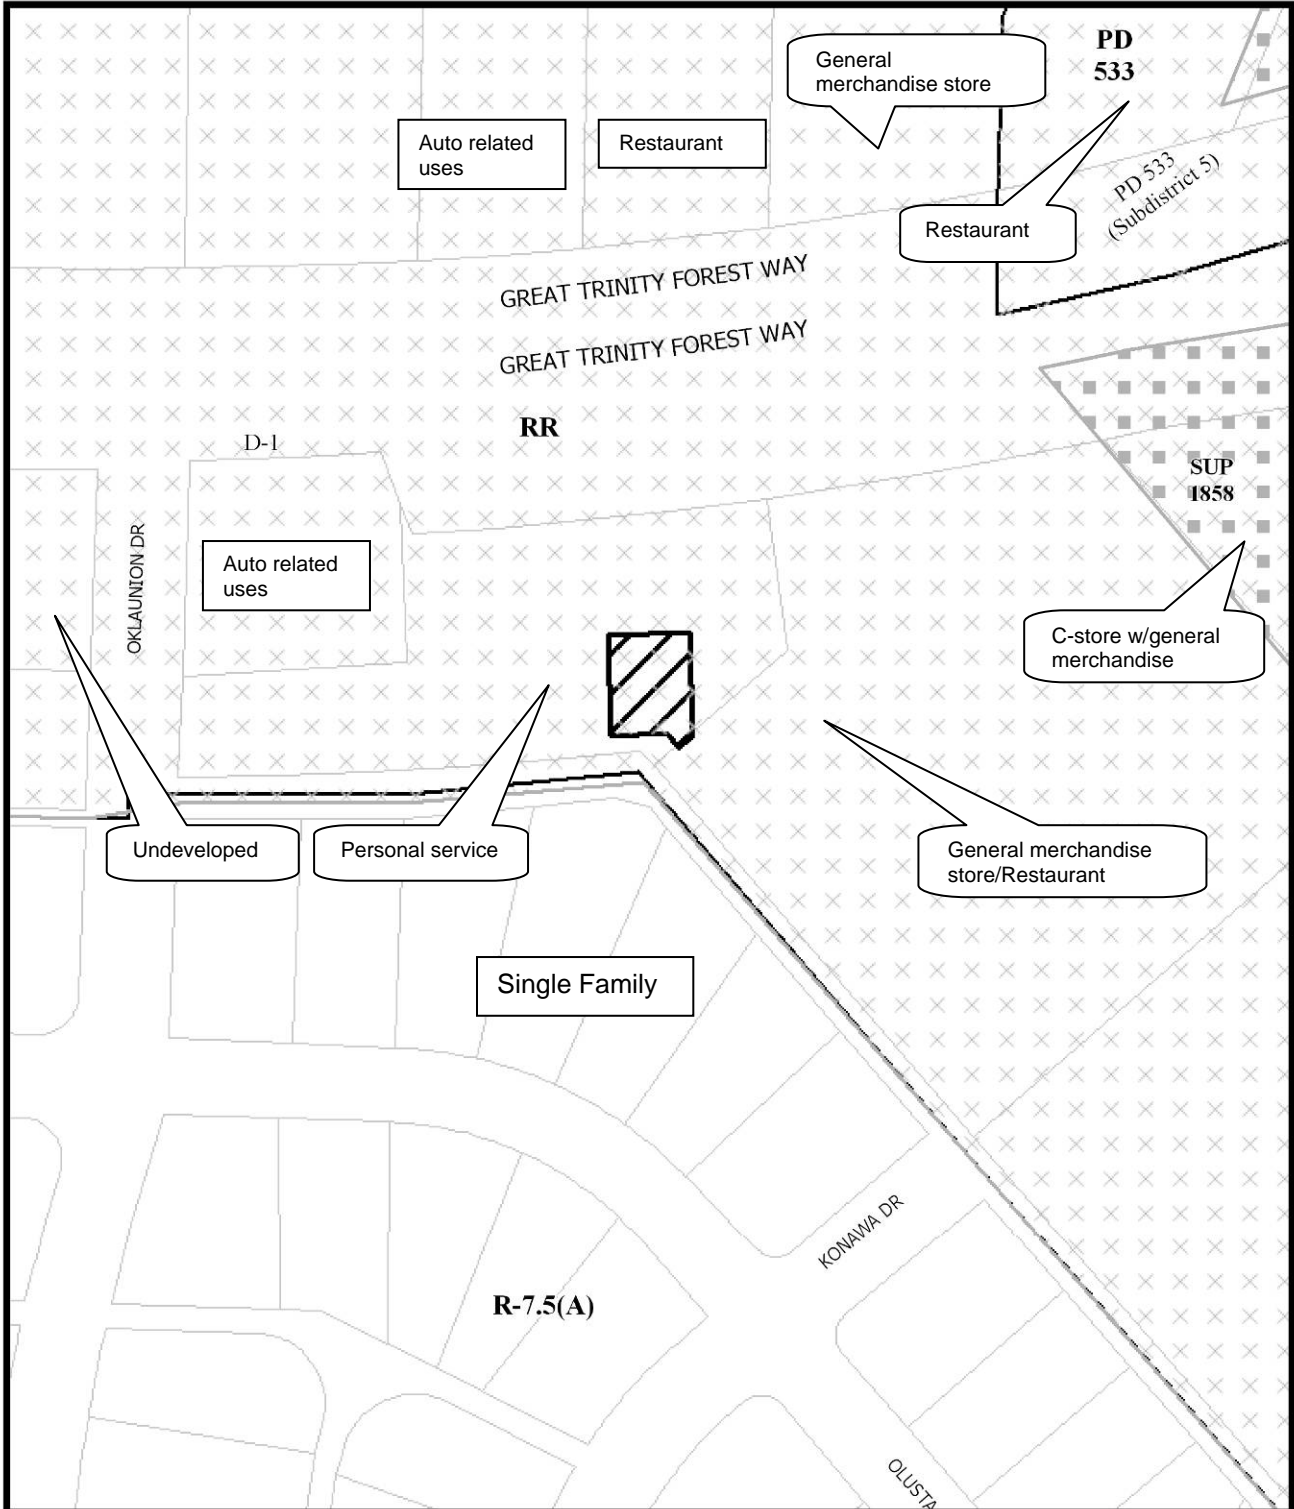 PD
533
General
merchandise store
Auto related
uses
Restaurant
PD 533
(Subdistrict 5)
Restaurant
GREAT TRINITY FOREST WAY
GREAT TRINITY FOREST WAY
RR
D-1
SUP
1858
OKLAUNION DR
Auto related
uses
C-store w/general
merchandise
Undeveloped
Personal service
General merchandise
store/Restaurant
Single Family
KONAWA DR
R-7.5(A)
OLUSTA